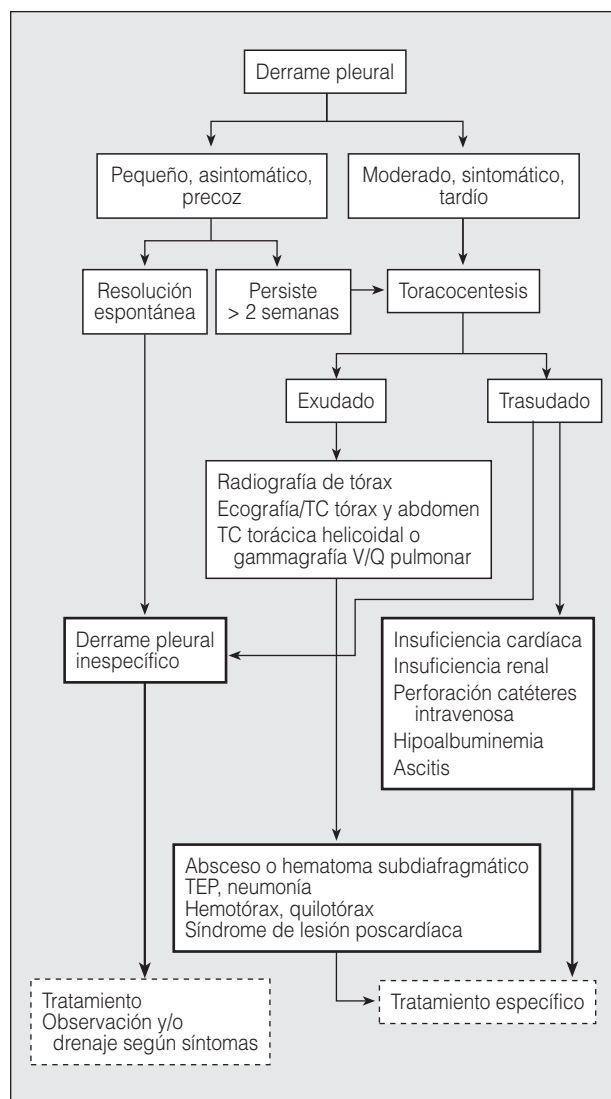 Derrame pleural
Pequeño, asintomático,
precoz
Moderado, sintomático,
tardío
Resolución
espontánea
Persiste
> 2 semanas
Toracocentesis
Exudado
Trasudado
Radiografía de tórax
Ecografía/TC tórax y abdomen
TC torácica helicoidal o
gammagrafía V/Q pulmonar
Derrame pleural
inespecífico
Insuficiencia cardíaca
Insuficiencia renal
Perforación catéteres
intravenosa
Hipoalbuminemia
Ascitis
Absceso o hematoma subdiafragmático
TEP, neumonía
Hemotórax, quilotórax
Síndrome de lesión poscardíaca
Tratamiento
Observación y/o
drenaje según síntomas
Tratamiento específico